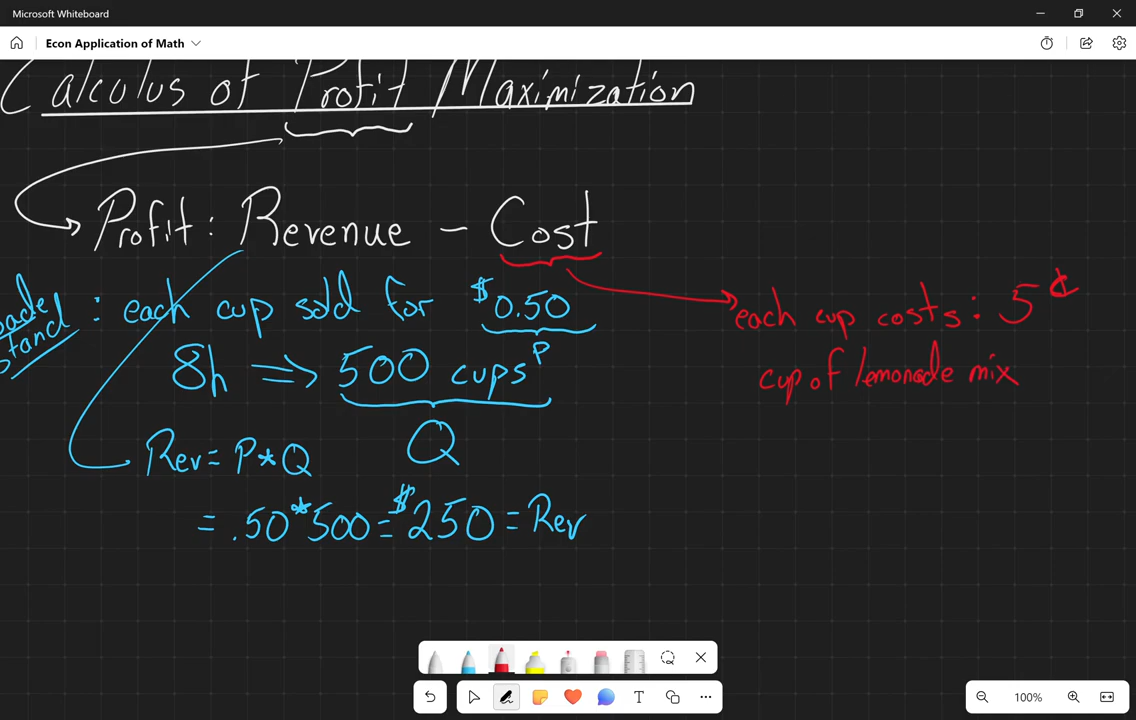 Microsoft Whiteboard
Econ Application of Math
Calculus of Profit Maximization
Profit: Revenue - Cost
stand : each cup sold for $0.50
8h => 500 cups P
Q
Rev = P*Q
= .50*500 = $250 = Rev
each cup costs: 5¢
cup of lemonade mix
100%